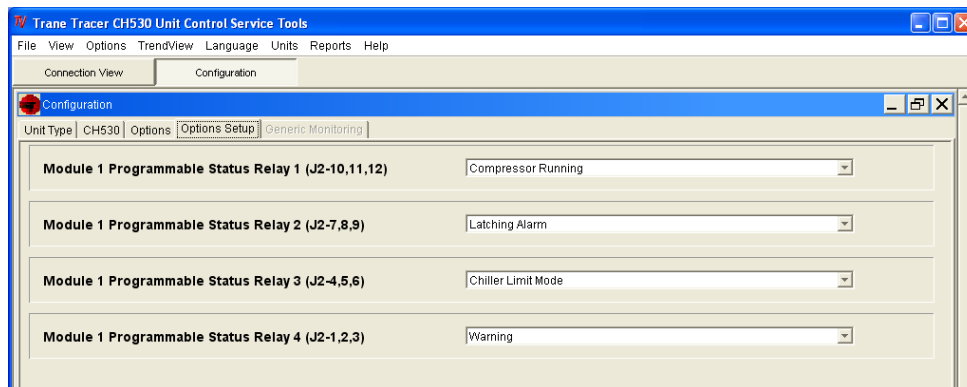 Trane Tracer CH530 Unit Control Service Tools
File View Options TrendView Language Units Reports Help
Connection View Configuration
Configuration
Unit Type CH530 Options Options Setup Generic Monitoring
Module 1 Programmable Status Relay 1 (J2-10,11,12) Compressor Running
Module 1 Programmable Status Relay 2 (J2-7,8,9) Latching Alarm
Module 1 Programmable Status Relay 3 (J2-4,5,6) Chiller Limit Mode
Module 1 Programmable Status Relay 4 (J2-1,2,3) Warning